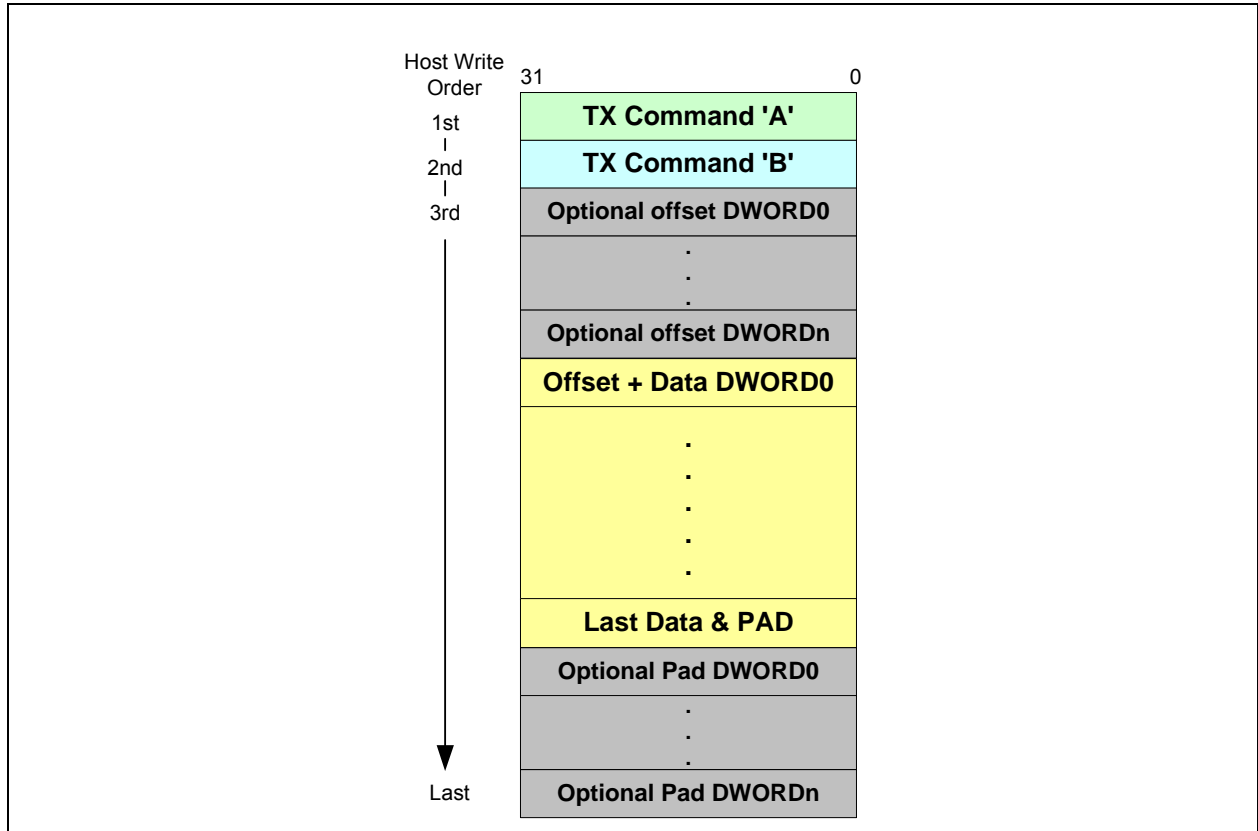 Host Write
Order
31
0
1st
TX Command 'A'
2nd
TX Command 'B'
3rd
Optional offset DWORD0
.
.
.
Optional offset DWORDn
Offset + Data DWORD0
.
.
.
.
.
Last Data & PAD
Optional Pad DWORD0
.
.
.
Last
Optional Pad DWORDn